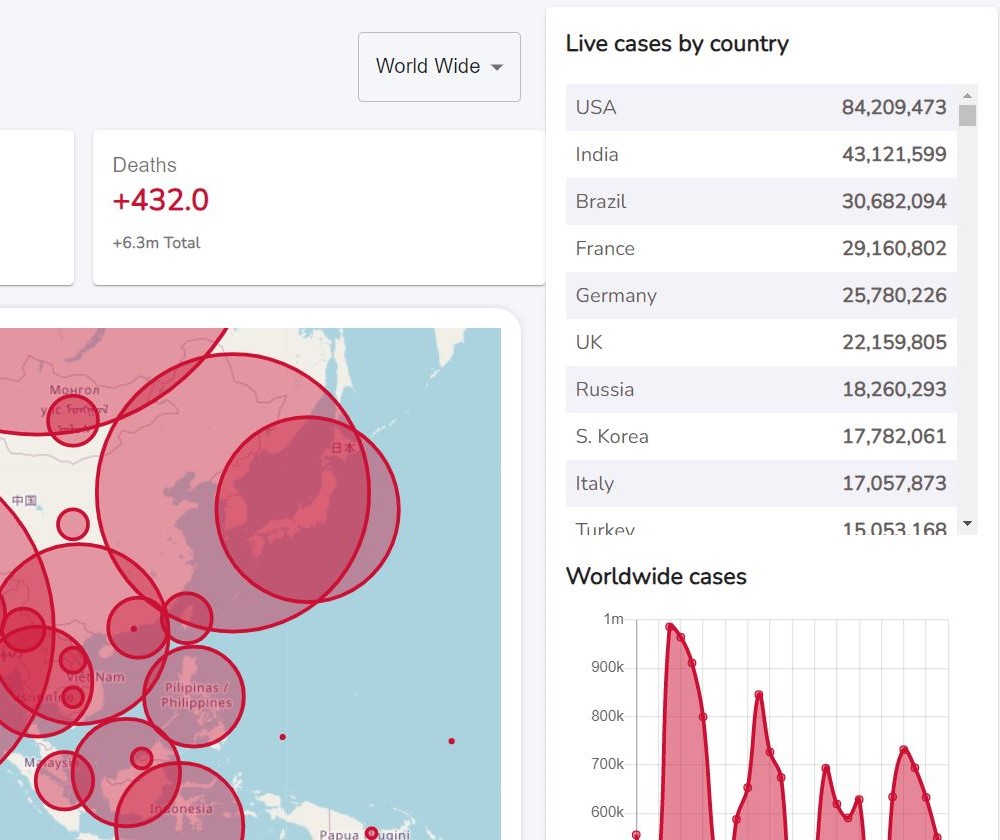 World Wide
Deaths
+432.0
+6.3m Total
Live cases by country
USA 84,209,473
India 43,121,599
Brazil 30,682,094
France 29,160,802
Germany 25,780,226
UK 22,159,805
Russia 18,260,293
S. Korea 17,782,061
Italy 17,057,873
Turkey 15,053,168
Монгол
улс
日本
中国
Việt Nam
Pilipinas /
Philippines
Malaysia
Indonesia
Papua Niugini
Worldwide cases
1m
900k
800k
700k
600k